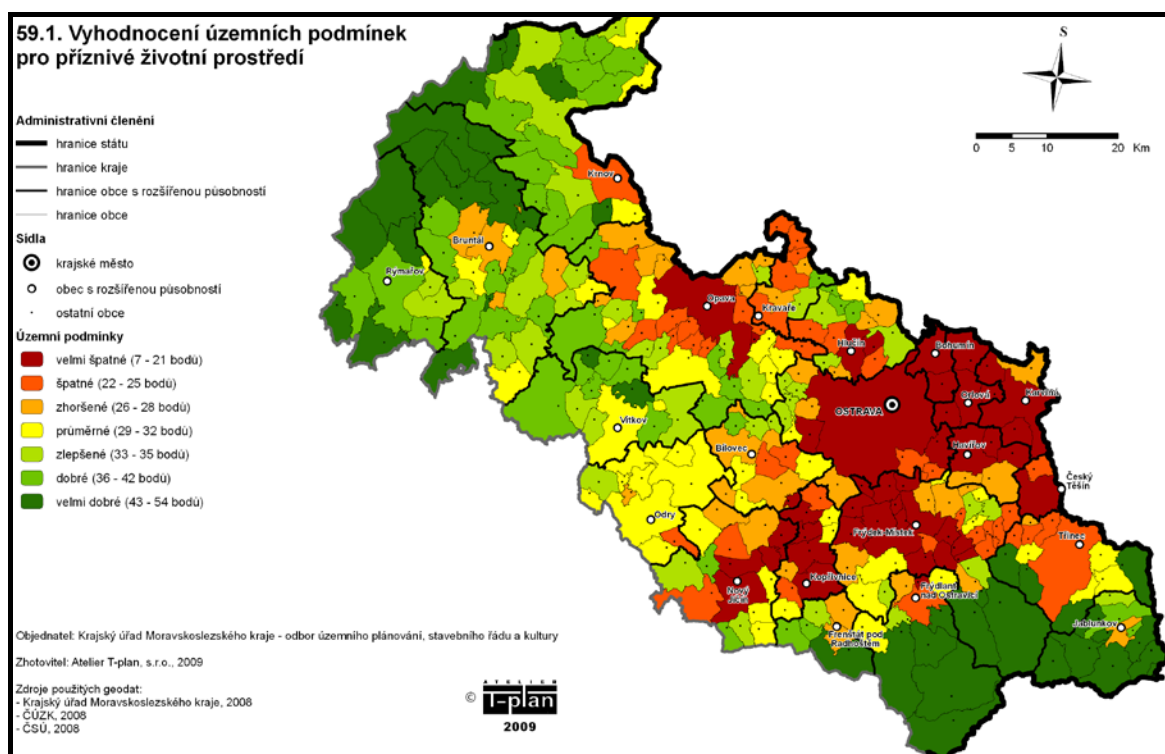 59.1. Vyhodnocení územních podmínek
pro příznivé životní prostředí
S
0 5 10 20 Km
Administrativní členění
hranice státu
hranice kraje
hranice obce s rozšířenou působností
hranice obce
Sídla
krajské město
obec s rozšířenou působností
ostatní obce
Územní podmínky
velmi špatné (7 - 21 bodů)
špatné (22 - 25 bodů)
zhoršené (26 - 28 bodů)
průměrné (29 - 32 bodů)
zlepšené (33 - 35 bodů)
dobré (36 - 42 bodů)
velmi dobré (43 - 54 bodů)
Krnov
Bruntál
Rýmařov
Opava
Kravaře
Hlučín
Bohumín
OSTRAVA
Orlová
Karviná
Vítkov
Bílovec
Havířov
Český
Těšín
Odry
Frýdek-Místek
Třinec
Nový
Jičín
Kopřivnice
Frýdlant
nad Ostravicí
Frenštát pod
Radhoštěm
Jablunkov
Objednatel: Krajský úřad Moravskoslezského kraje - odbor územního plánování, stavebního řádu a kultury
Zhotovitel: Atelier T-plan, s.r.o., 2009
Zdroje použitých geodat:
- Krajský úřad Moravskoslezského kraje, 2008
- ČÚZK, 2008
- ČSÚ, 2008
ATELIER
© T-plan
2009